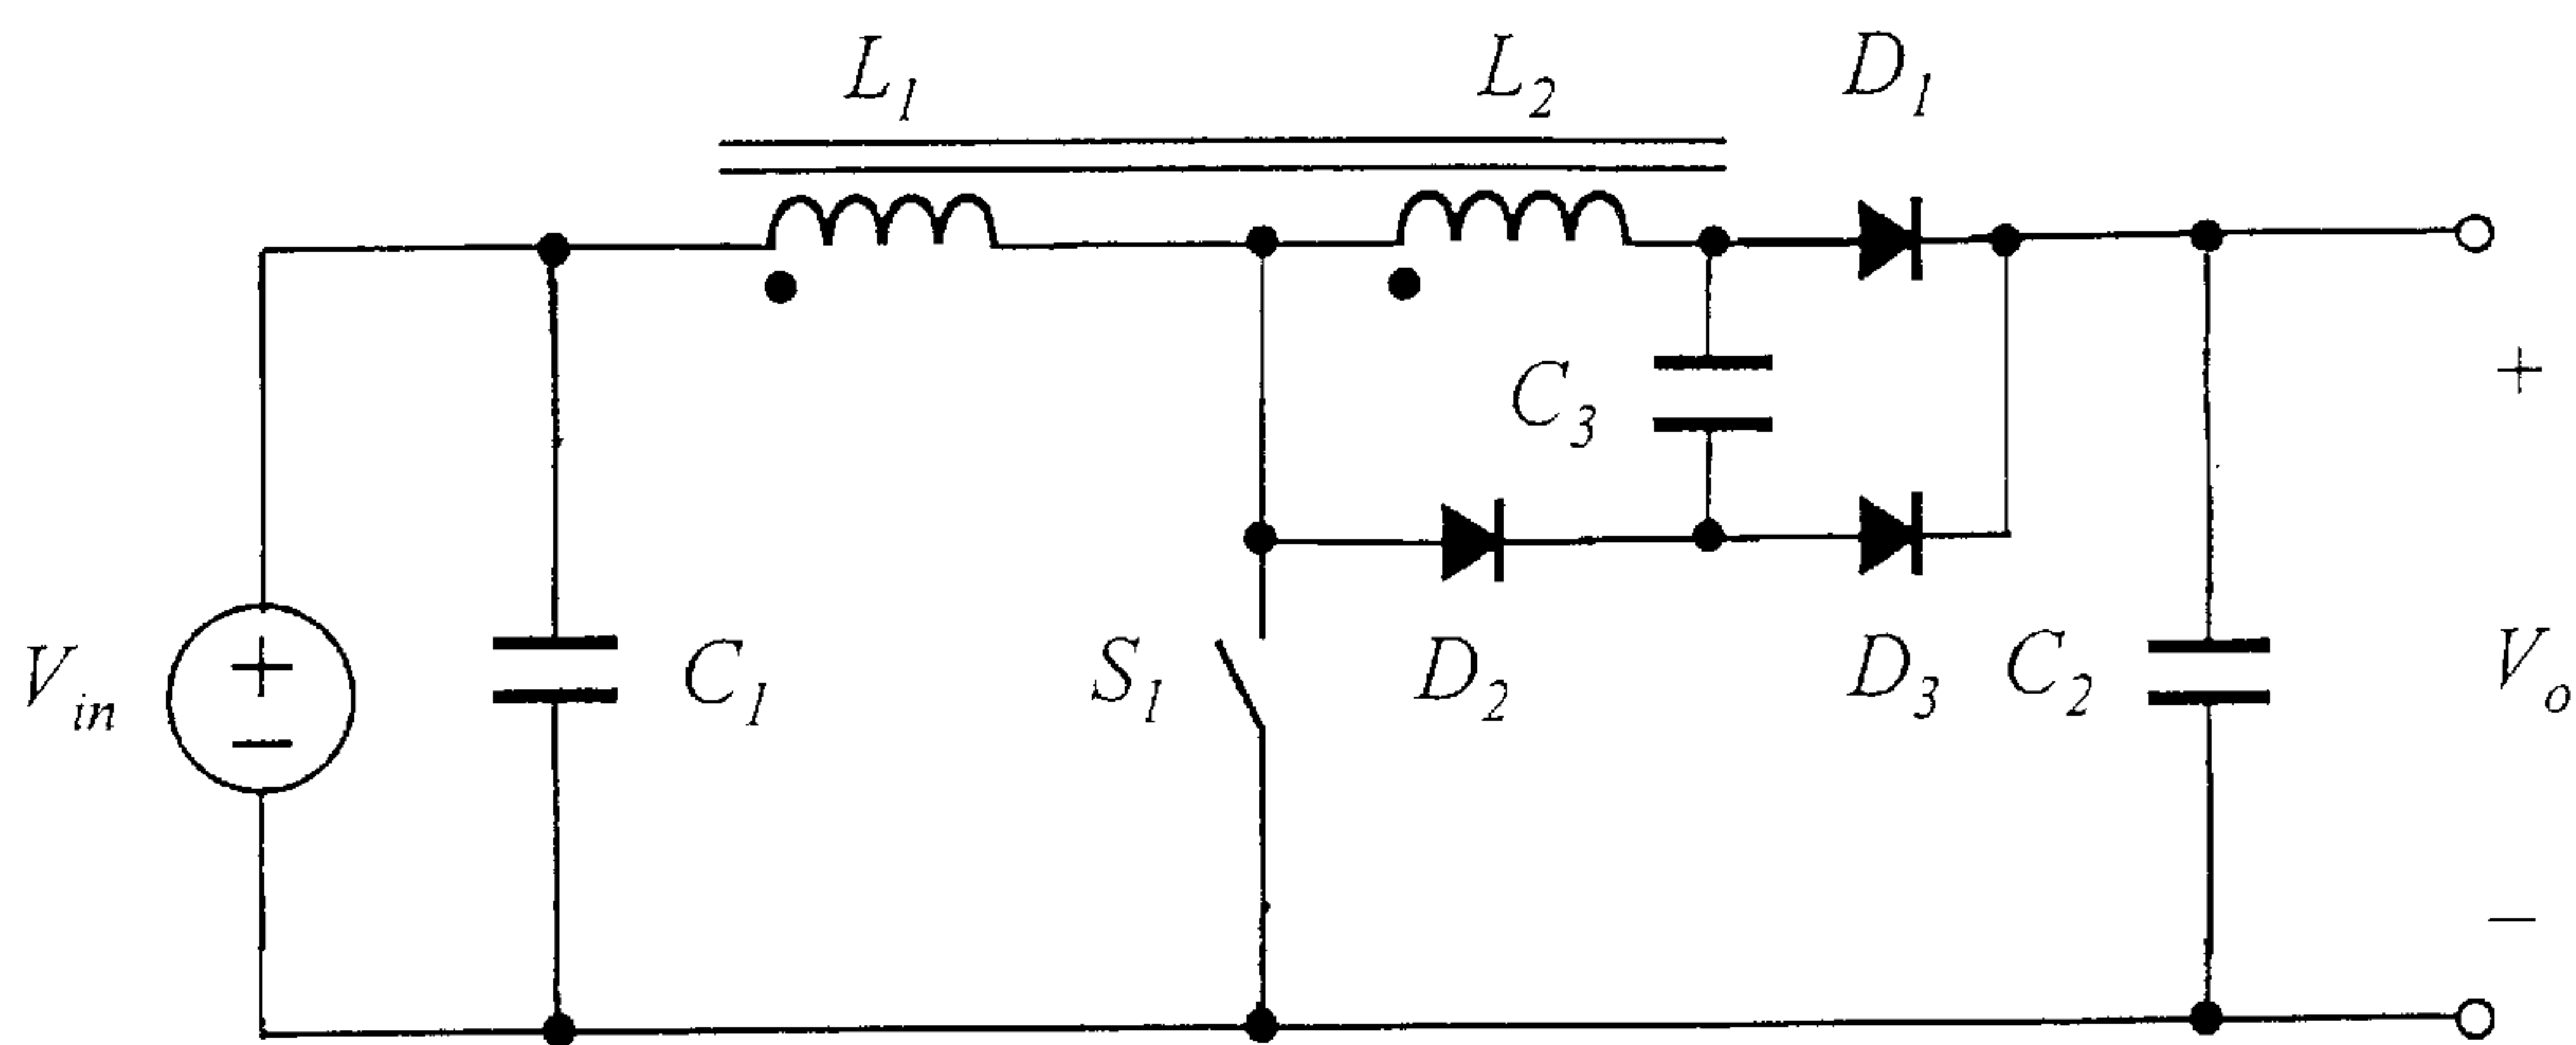 L1 L2 D1
C3
+
Vin + − C1 S1 D2 D3 C2 Vo
−